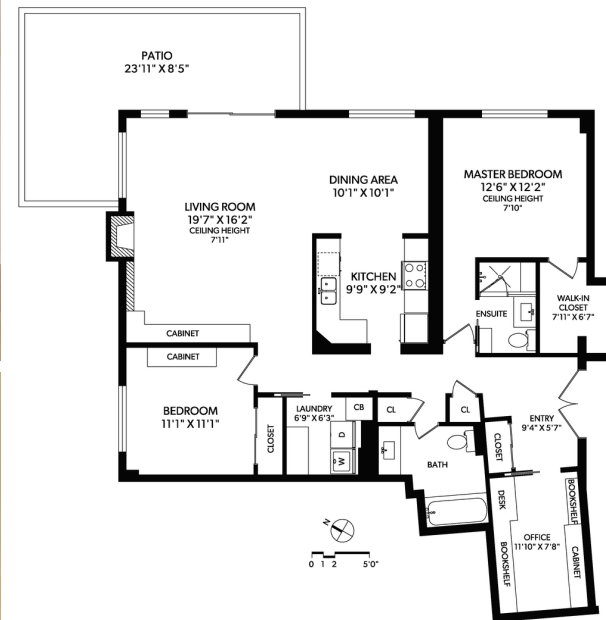 PATIO
23'11" X 8'5"
DINING AREA
10'1" X 10'1"
MASTER BEDROOM
12'6" X 12'2"
CEILING HEIGHT
7'10"
LIVING ROOM
19'7" X 16'2"
CEILING HEIGHT
7'11"
KITCHEN
9'9" X 9'2"
WALK-IN
CLOSET
7'11" X 6'7"
ENSUITE
CABINET
CABINET
BEDROOM
11'1" X 11'1"
CLOSET
LAUNDRY
6'9" X 6'3"
CB
D
W
CL
CL
BATH
ENTRY
9'4" X 5'7"
CLOSET
DESK
BOOKSHELF
OFFICE
11'10" X 7'8"
BOOKSHELF
CABINET
N
0 1 2 5'0"